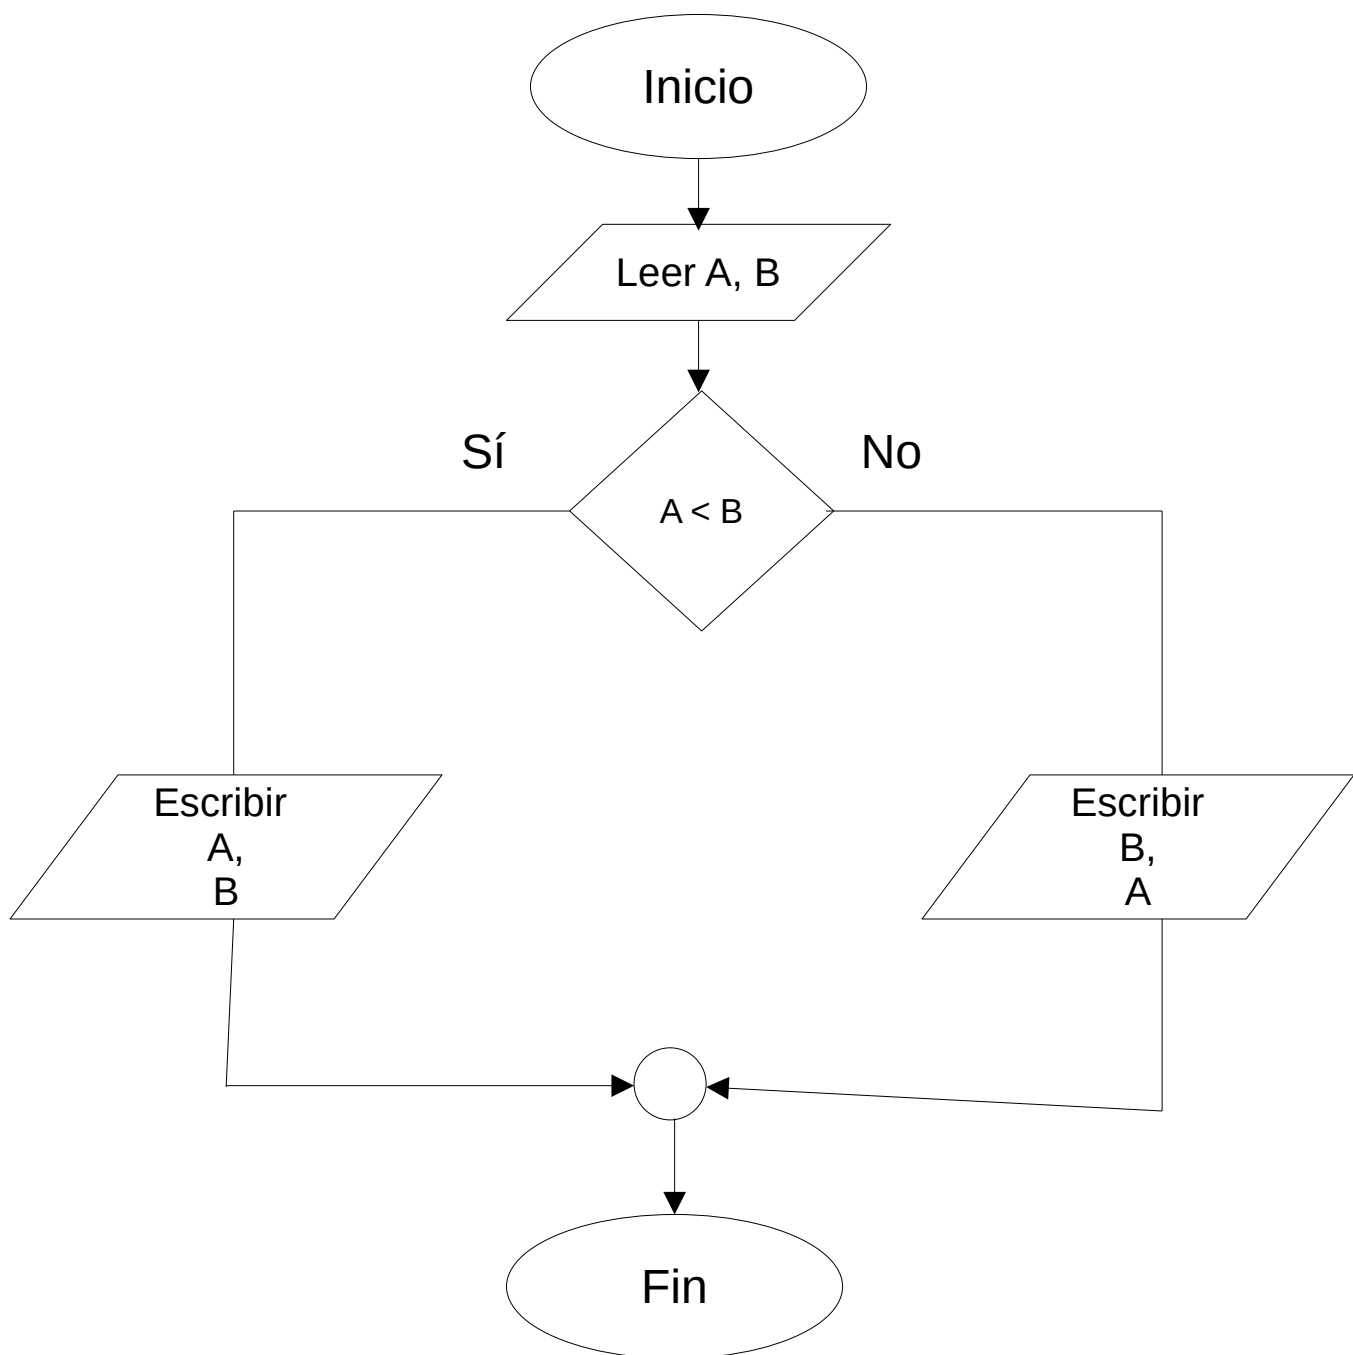 Inicio
Leer A, B
Sí
No
A < B
Escribir
A,
B
Escribir
B,
A
Fin